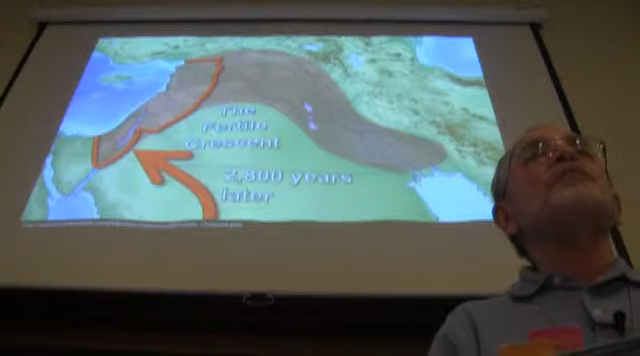 The
Fertile
Crescent
2,800 years
later